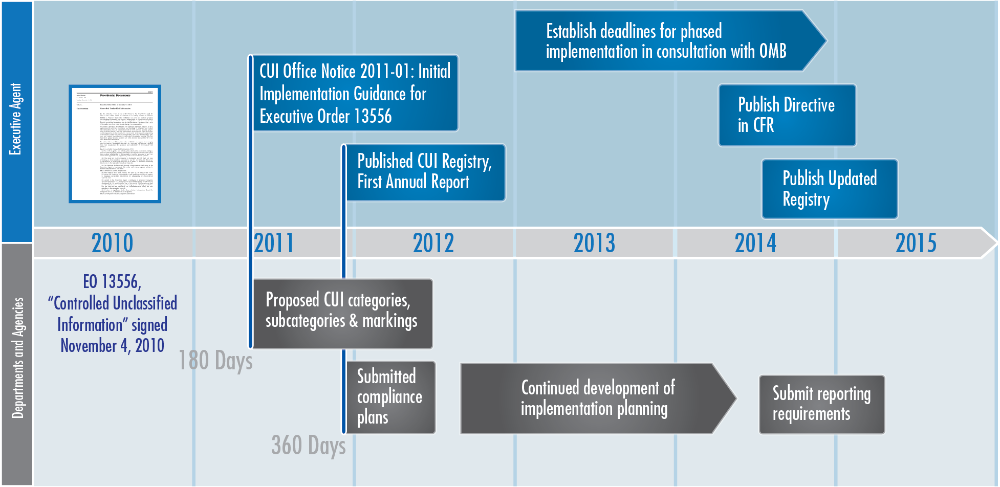 Executive Agent
Presidential Documents
CUI Office Notice 2011-01: Initial
Implementation Guidance for
Executive Order 13556
Published CUI Registry,
First Annual Report
Establish deadlines for phased
implementation in consultation with OMB
Publish Directive
in CFR
Publish Updated
Registry
2010
2011
2012
2013
2014
2015
Departments and Agencies
EO 13556,
“Controlled Unclassified
Information” signed
November 4, 2010
180 Days
Proposed CUI categories,
subcategories & markings
360 Days
Submitted
compliance
plans
Continued development of
implementation planning
Submit reporting
requirements